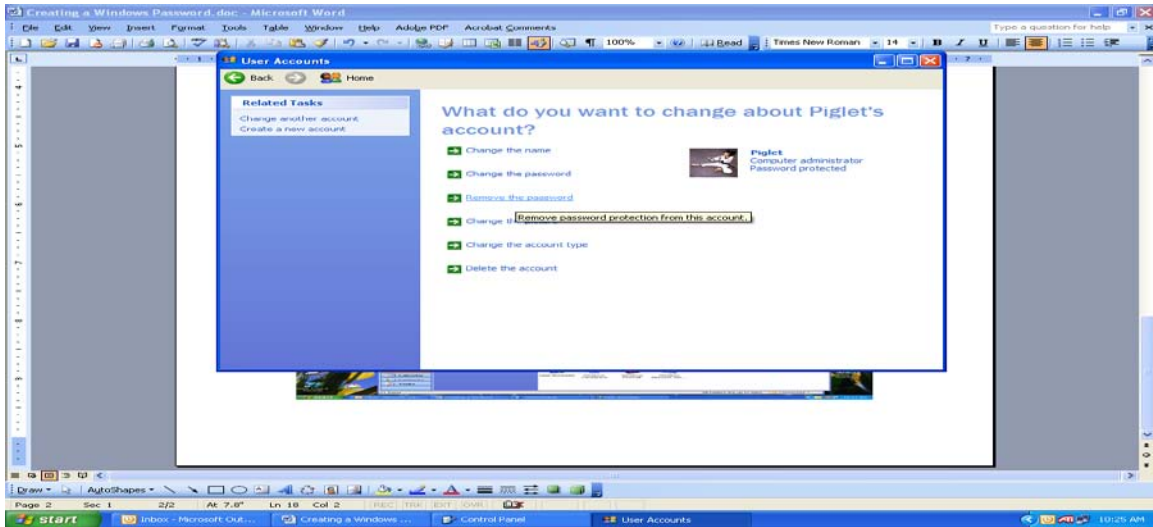 Creating a Windows Password.doc - Microsoft Word
File Edit View Insert Format Tools Table Window Help Adobe PDF Acrobat Comments
Type a question for help
100% Read Times New Roman 14 B I U
User Accounts
Back Home
Related Tasks
Change another account
Create a new account
What do you want to change about Piglet's
account?
Change the name
Change the password
Remove the password
Remove password protection from this account.
Change the
Change the account type
Delete the account
Piglet
Computer administrator
Password protected
Draw AutoShapes
Page 2 Sec 1 2/2 At 7.8" Ln 18 Col 2 REC TRK EXT OVR
start Inbox - Microsoft Out... Creating a Windows ... Control Panel User Accounts 10:25 AM